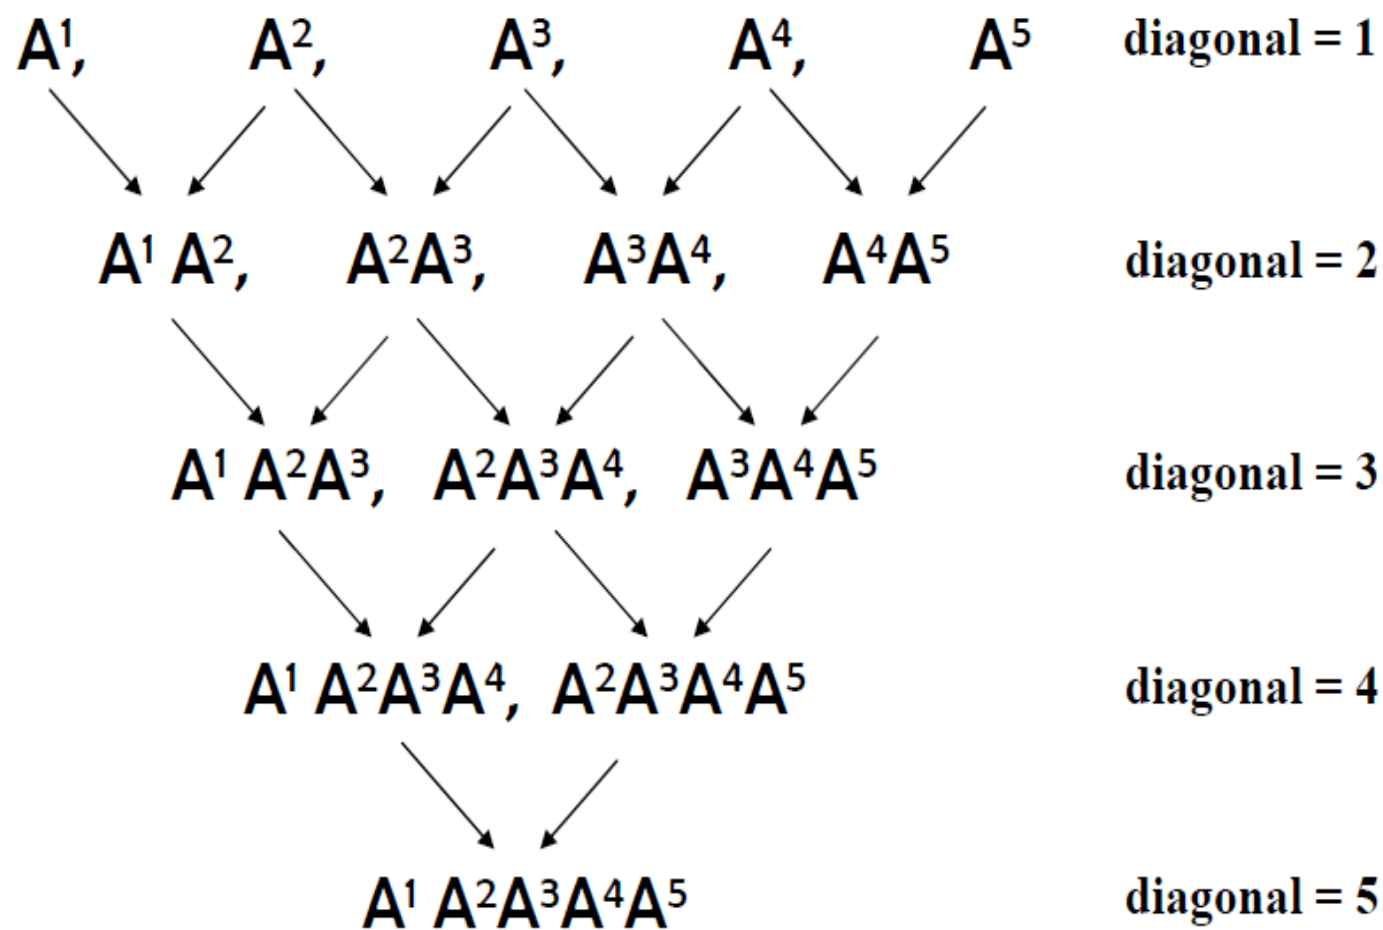 A¹, A², A³, A⁴, A⁵ diagonal = 1
A¹ A², A²A³, A³A⁴, A⁴A⁵ diagonal = 2
A¹ A²A³, A²A³A⁴, A³A⁴A⁵ diagonal = 3
A¹ A²A³A⁴, A²A³A⁴A⁵ diagonal = 4
A¹ A²A³A⁴A⁵ diagonal = 5